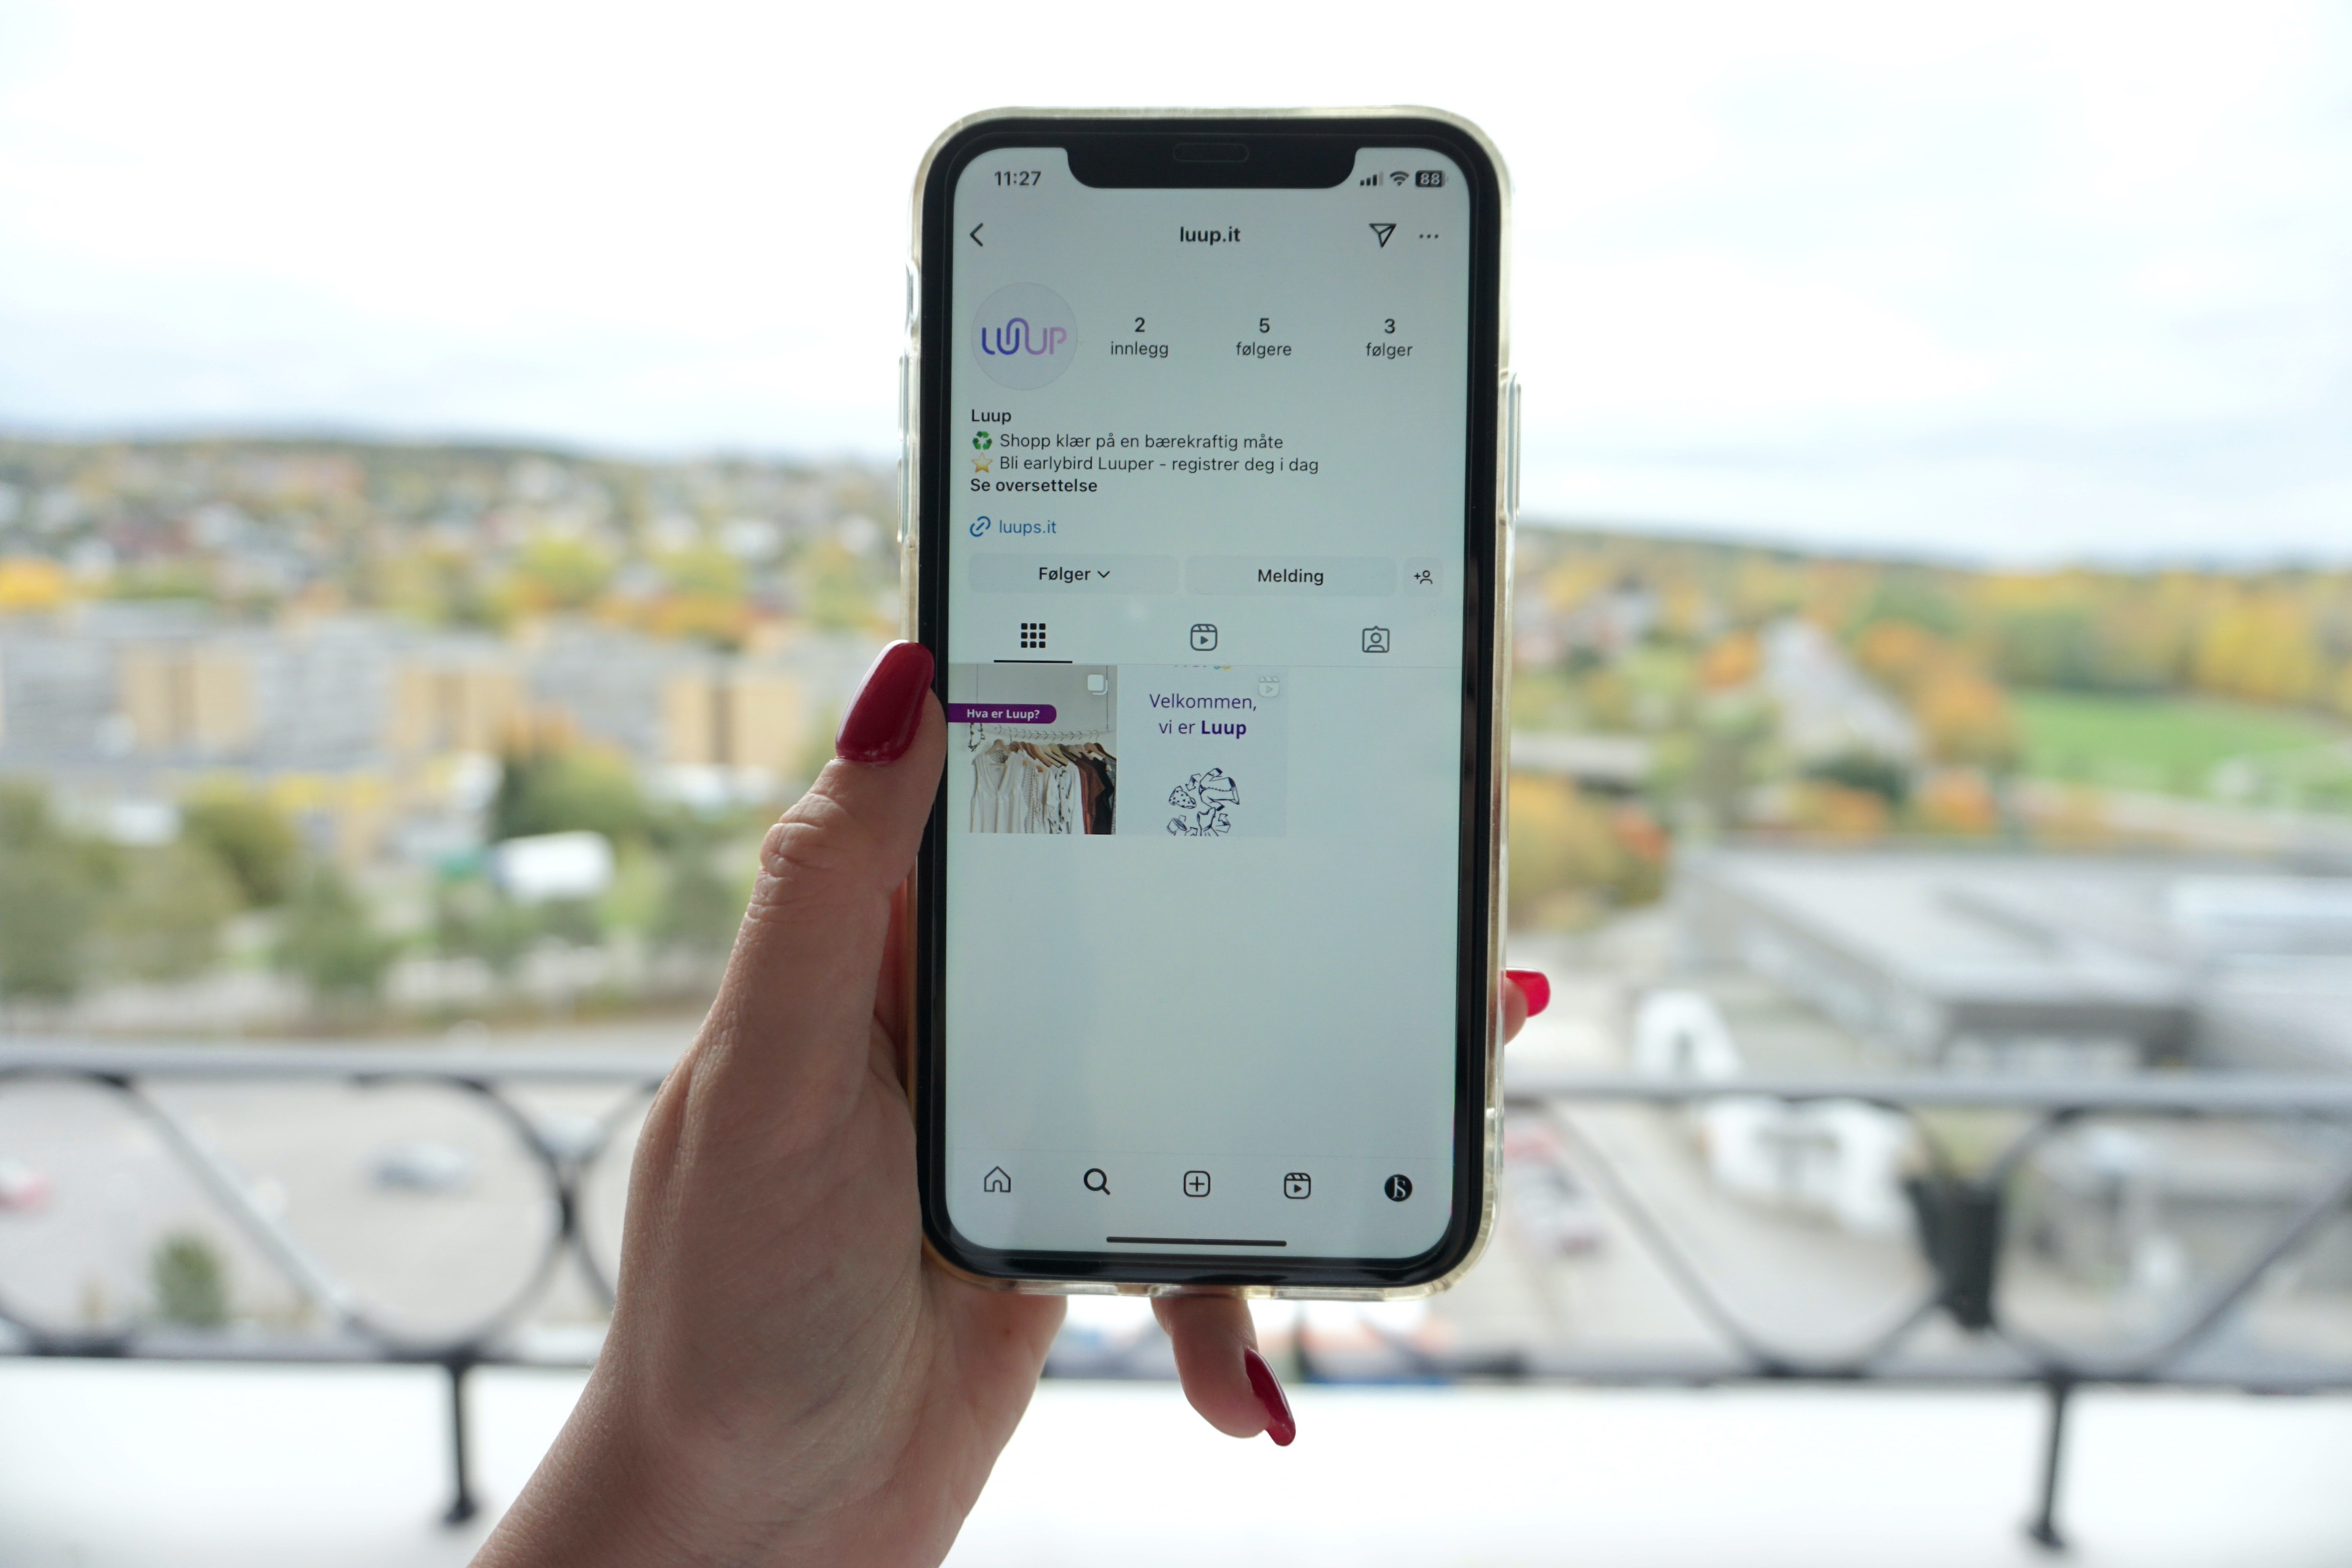 11:27
88
luup.it
LUUP
2
innlegg
5
følgere
3
følger
Luup
♻️ Shopp klær på en bærekraftig måte
⭐ Bli earlybird Luuper - registrer deg i dag
Se oversettelse
luups.it
Følger
Melding
Hva er Luup?
Velkommen,
vi er Luup